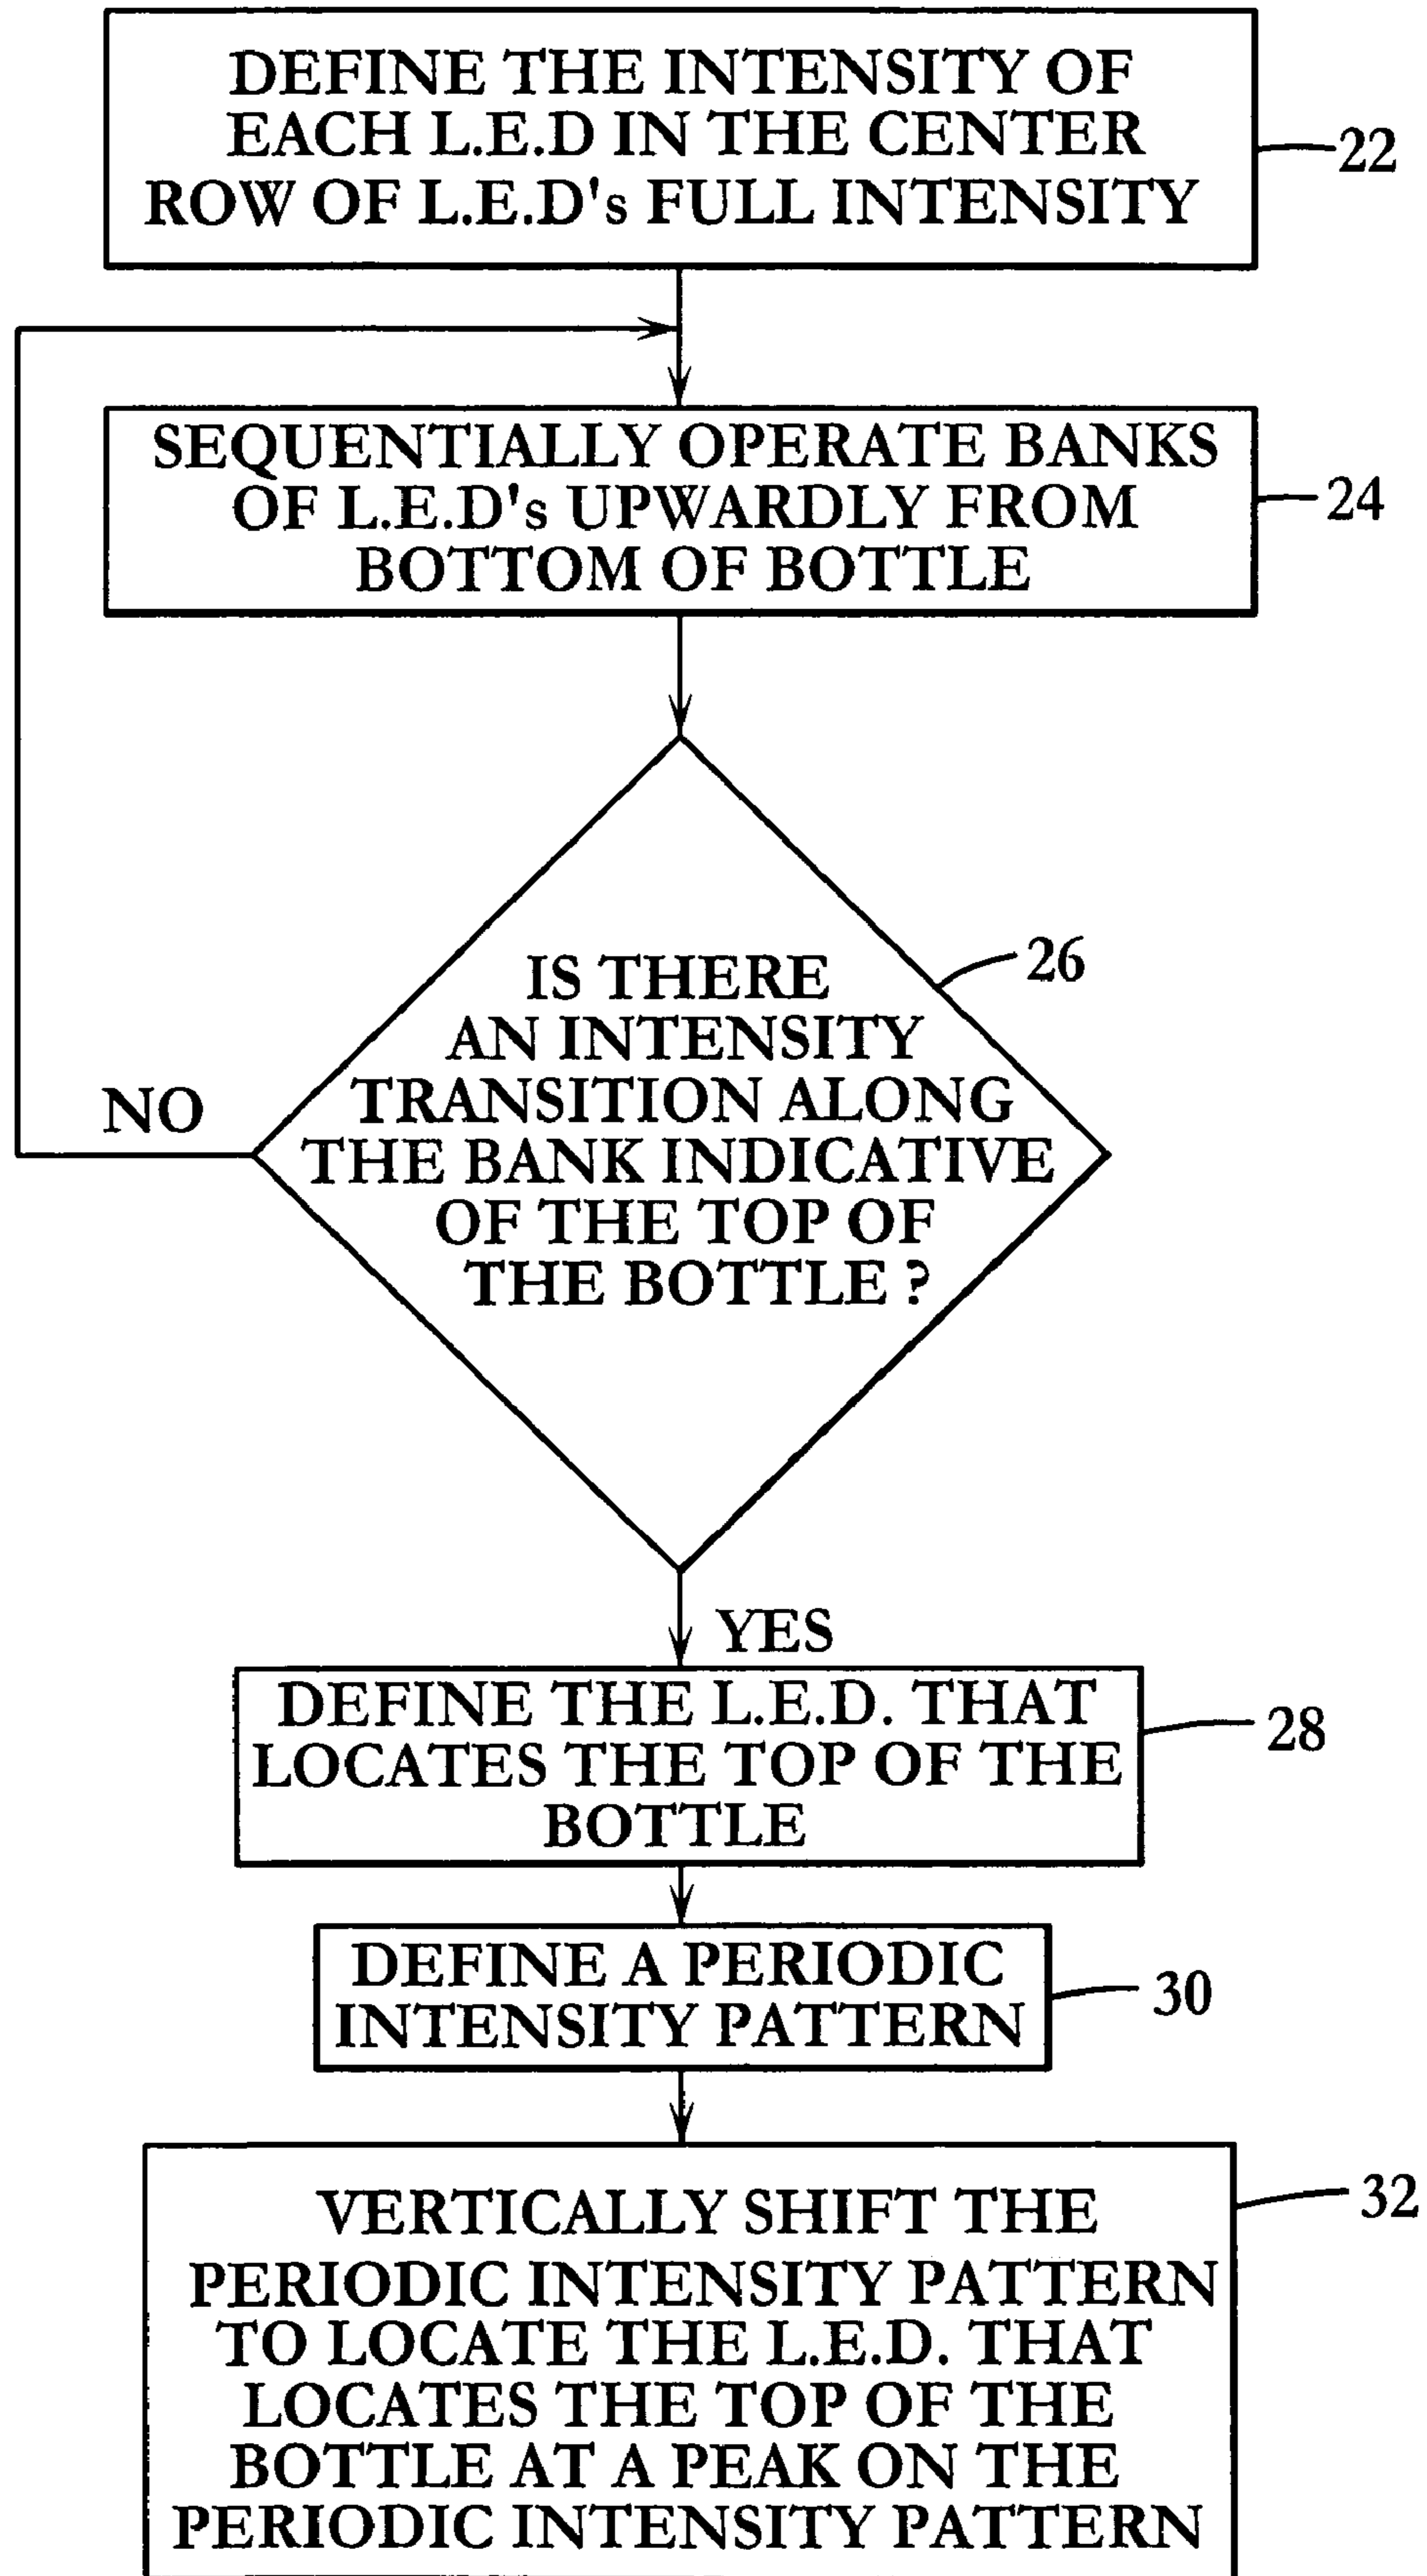 DEFINE THE INTENSITY OF
EACH L.E.D IN THE CENTER
ROW OF L.E.D's FULL INTENSITY
22
SEQUENTIALLY OPERATE BANKS
OF L.E.D's UPWARDLY FROM
BOTTOM OF BOTTLE
24
IS THERE
AN INTENSITY
TRANSITION ALONG
THE BANK INDICATIVE
OF THE TOP OF
THE BOTTLE ?
26
NO
YES
DEFINE THE L.E.D. THAT
LOCATES THE TOP OF THE
BOTTLE
28
DEFINE A PERIODIC
INTENSITY PATTERN
30
VERTICALLY SHIFT THE
PERIODIC INTENSITY PATTERN
TO LOCATE THE L.E.D. THAT
LOCATES THE TOP OF THE
BOTTLE AT A PEAK ON THE
PERIODIC INTENSITY PATTERN
32